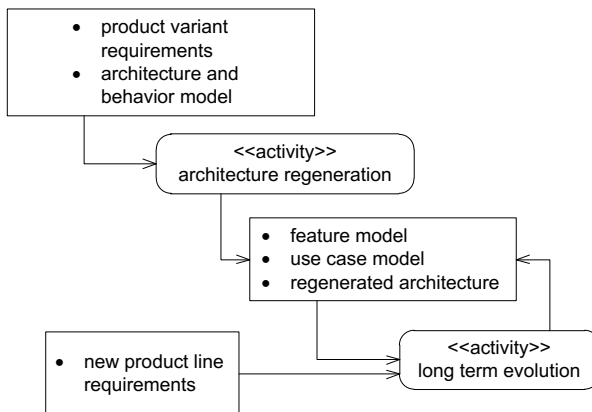 • product variant
requirements
• architecture and
behavior model
<<activity>>
architecture regeneration
• feature model
• use case model
• regenerated architecture
<<activity>>
long term evolution
• new product line
requirements